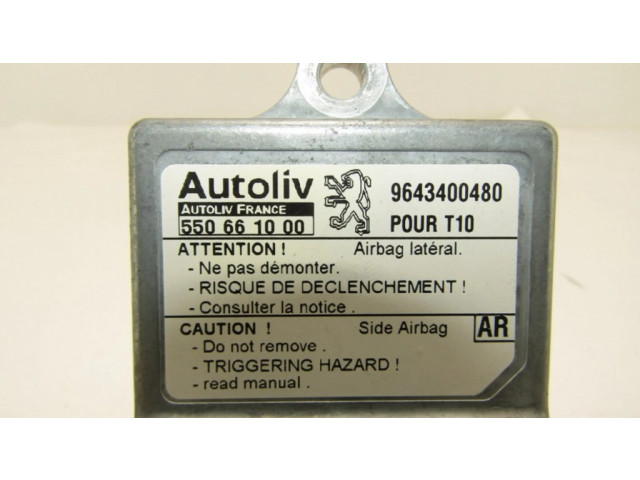 Autoliv
AUTOLIV FRANCE
550 66 10 00
9643400480
POUR T10
ATTENTION ! Airbag latéral.
- Ne pas démonter.
- RISQUE DE DECLENCHEMENT !
- Consulter la notice .
CAUTION ! Side Airbag AR
- Do not remove .
- TRIGGERING HAZARD !
- read manual .